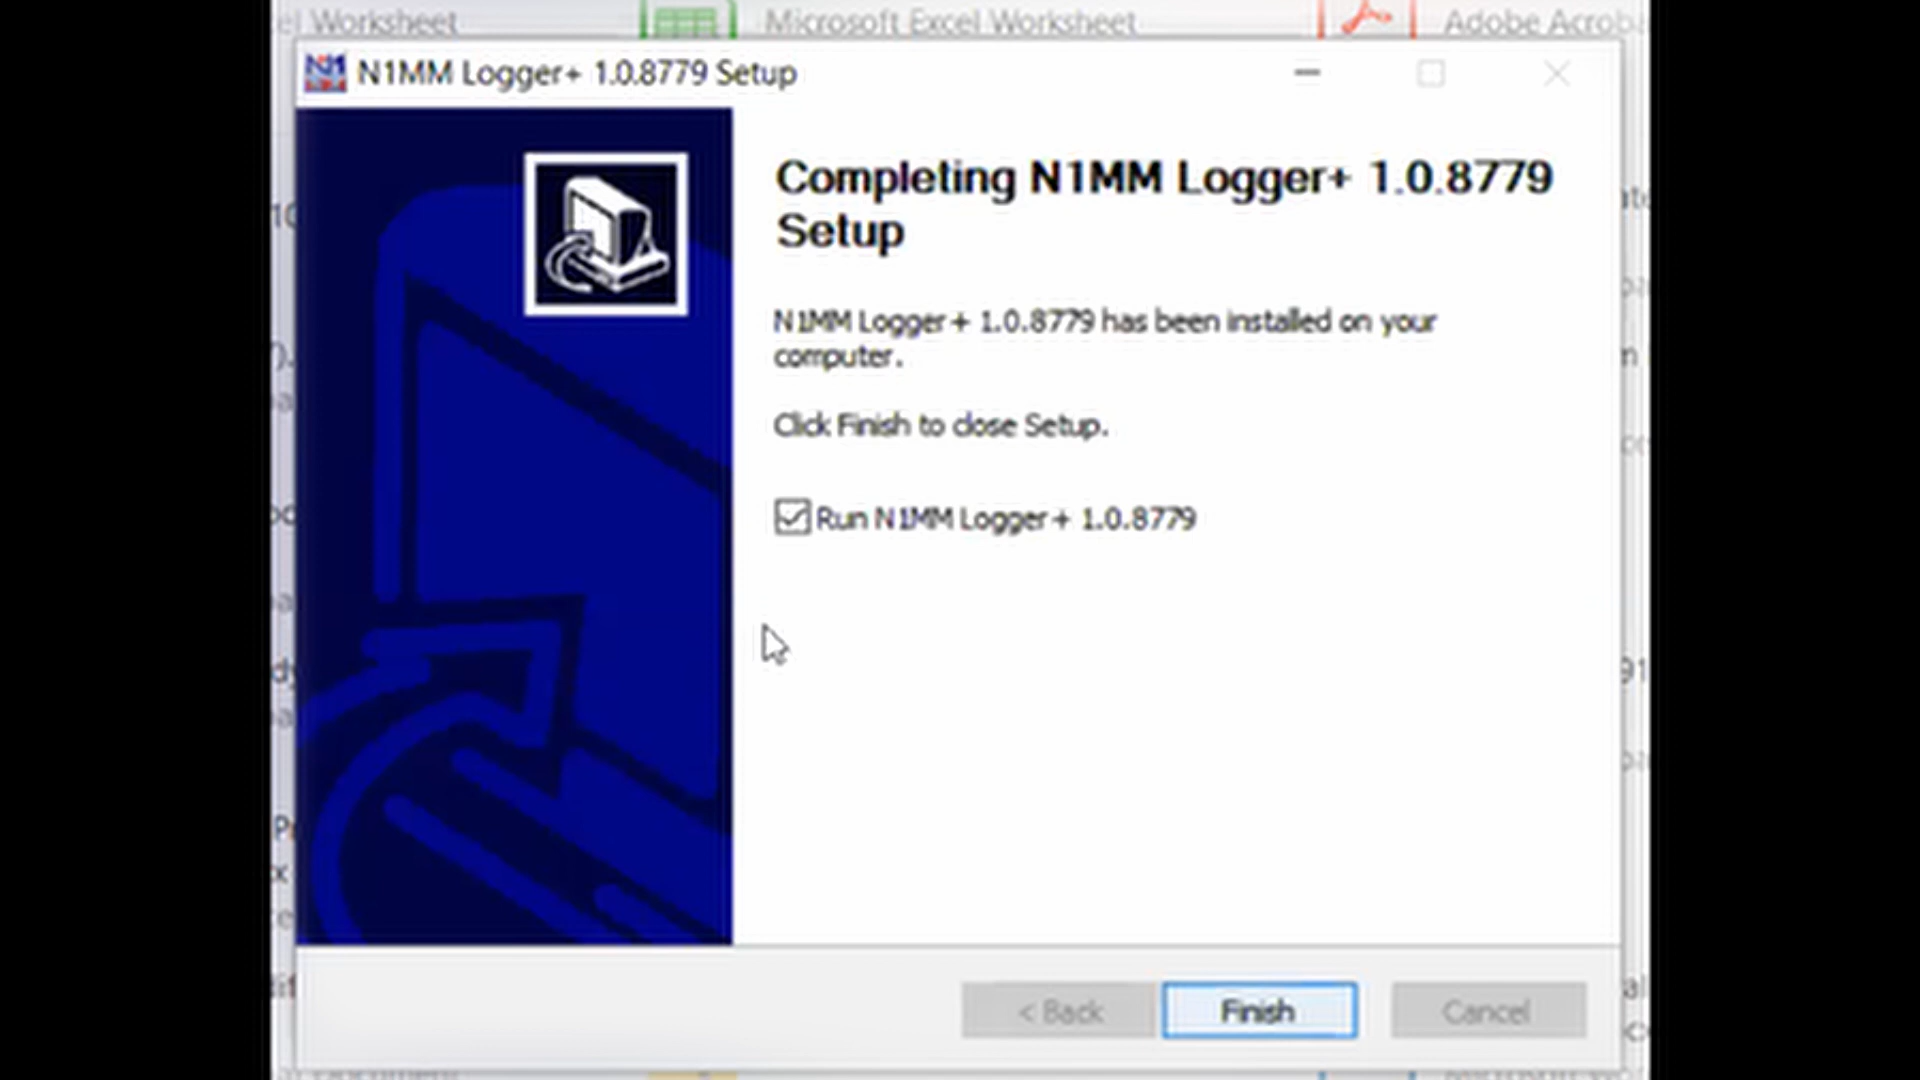 el Worksheet Microsoft Excel Worksheet Adobe Acroba
N1MM Logger+ 1.0.8779 Setup
Completing N1MM Logger+ 1.0.8779
Setup
N1MM Logger+ 1.0.8779 has been installed on your
computer.
Click Finish to close Setup.
Run N1MM Logger+ 1.0.8779
< Back Finish Cancel